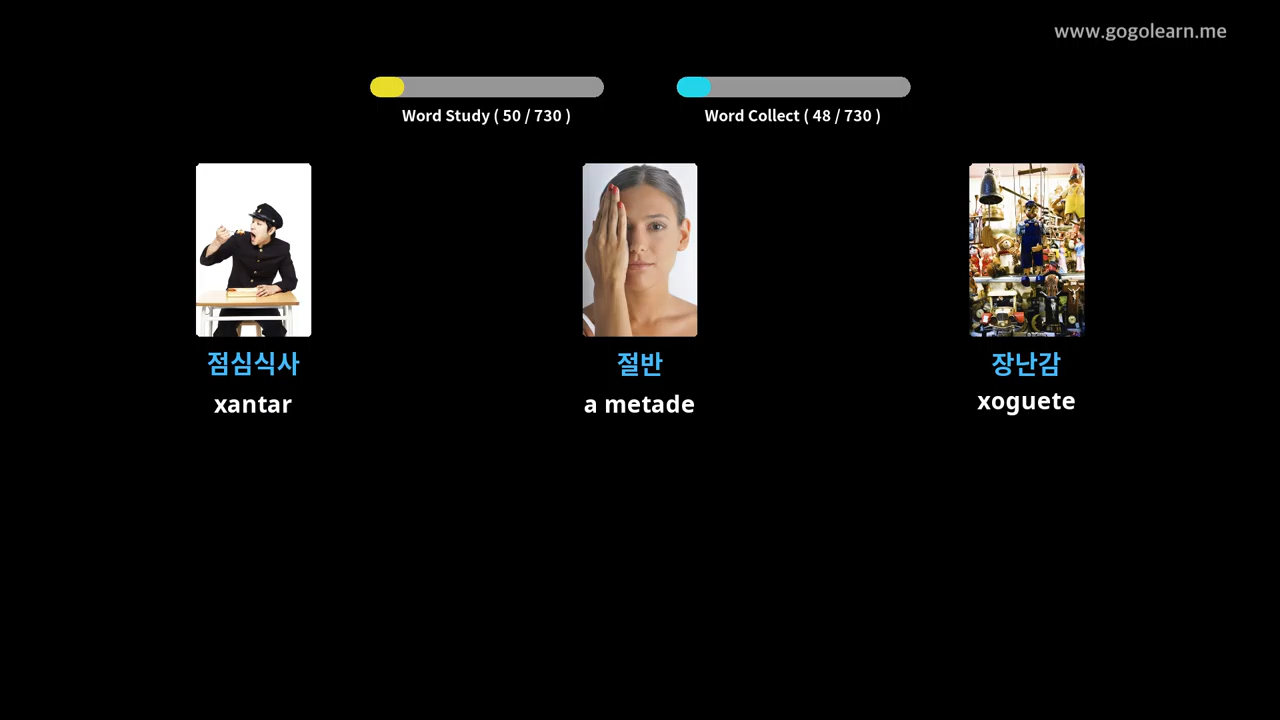 www.gogolearn.me
Word Study ( 50 / 730 )
Word Collect ( 48 / 730 )
점심식사
절반
장난감
xantar
a metade
xoguete